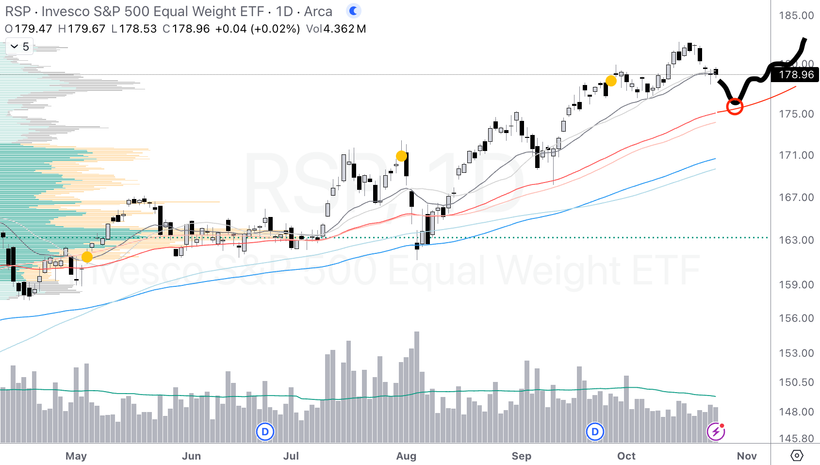 RSP · Invesco S&P 500 Equal Weight ETF · 1D · Arca
O179.47 H179.67 L178.53 C178.96 +0.04 (+0.02%) Vol4.362 M
5
185.00
178.96
175.00
171.00
167.00
163.00
159.00
156.00
153.00
150.50
148.00
145.80
RSP, 1D
Invesco S&P 500 Equal Weight ETF
D
D
May Jun Jul Aug Sep Oct Nov